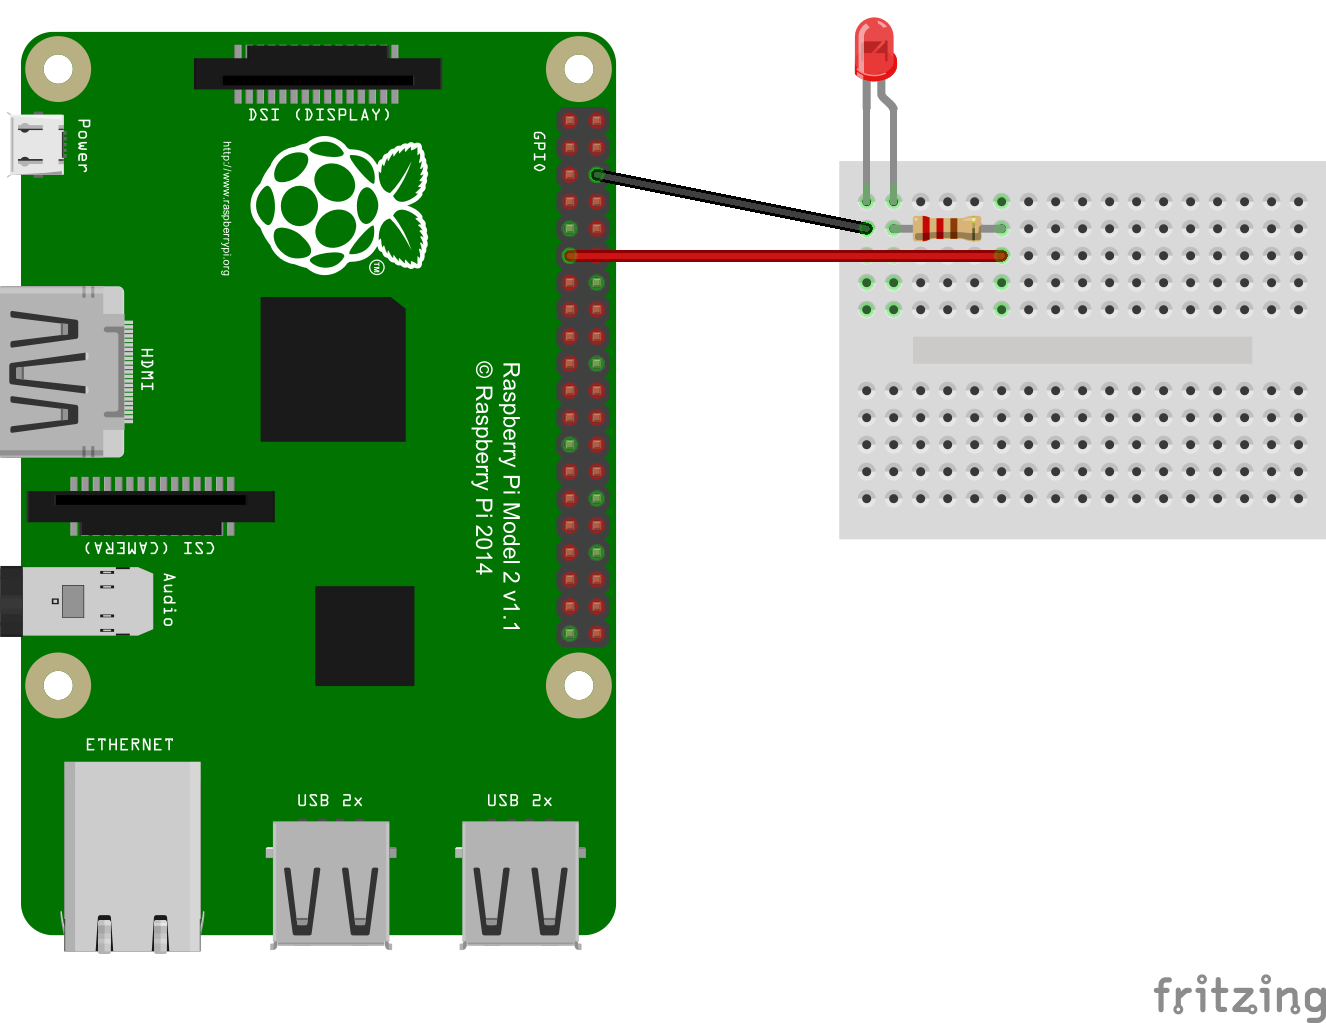 DSI (DISPLAY)
Power
http://www.raspberrypi.org
GPIO
TM
HDMI
Raspberry Pi Model 2 v1.1
© Raspberry Pi 2014
CSI (CAMERA)
Audio
ETHERNET
USB 2x
USB 2x
fritzing